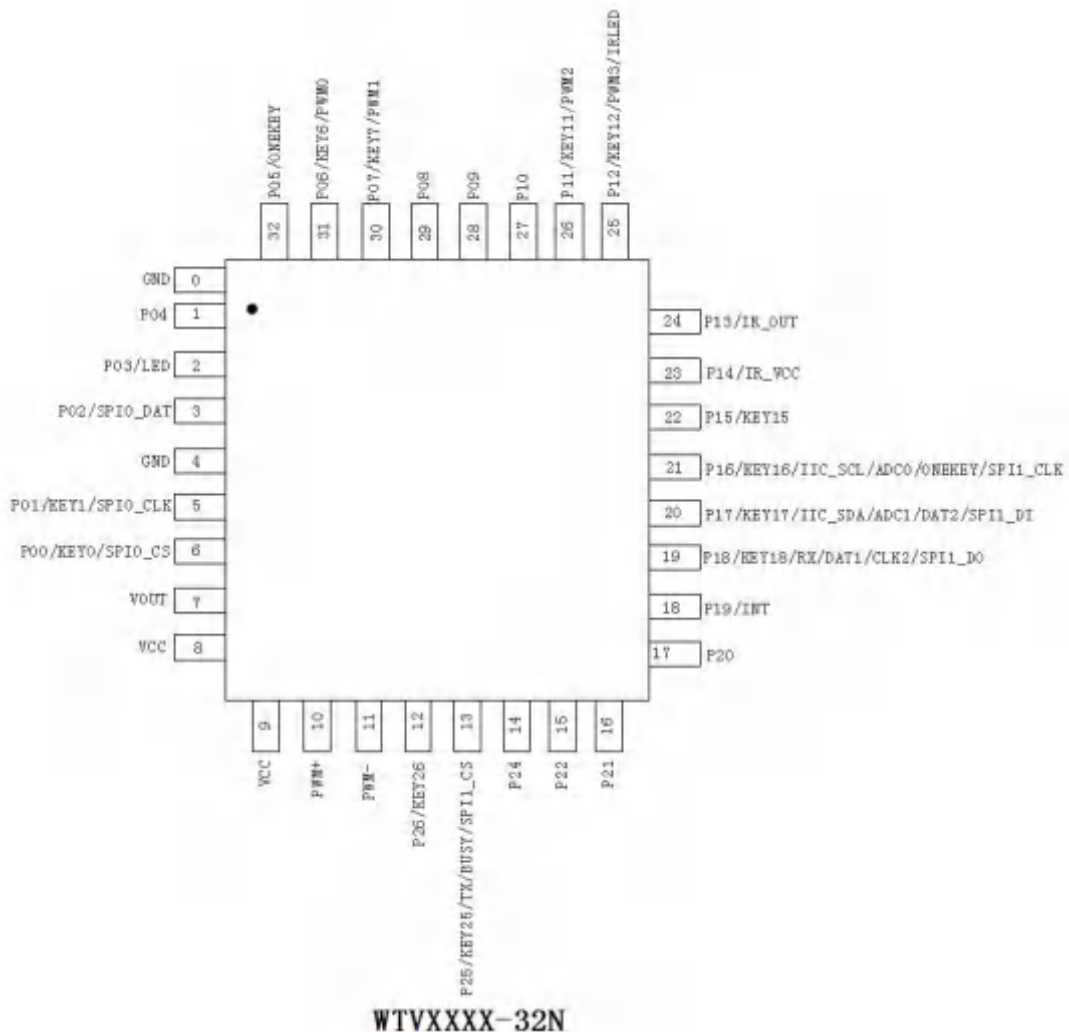 P05/ONEKEY
P06/KEY6/PWM0
P07/KEY7/PWM1
P08
P09
P10
P11/KEY11/PWM2
P12/KEY12/PWM3/IRLED
32
31
30
29
28
27
26
25
GND 0
P04 1
P03/LED 2
P02/SPI0_DAT 3
GND 4
P01/KEY1/SPI0_CLK 5
P00/KEY0/SPI0_CS 6
VOUT 7
VCC 8
24 P13/IR_OUT
23 P14/IR_VCC
22 P15/KEY15
21 P16/KEY16/IIC_SCL/ADC0/ONEKEY/SPI1_CLK
20 P17/KEY17/IIC_SDA/ADC1/DAT2/SPI1_DI
19 P18/KEY18/RX/DAT1/CLK2/SPI1_DO
18 P19/INT
17 P20
9
10
11
12
13
14
15
16
VCC
PWM+
PWM-
P26/KEY26
P25/KEY25/TX/BUSY/SPI1_CS
P24
P22
P21
WTVXXXX-32N